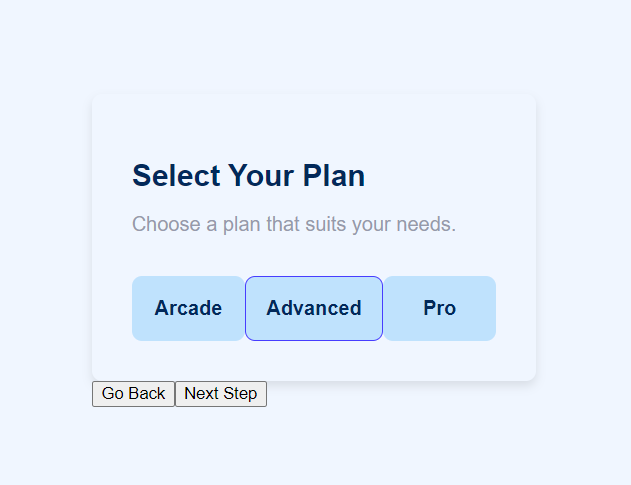 Select Your Plan
Choose a plan that suits your needs.
Arcade Advanced Pro
Go Back Next Step